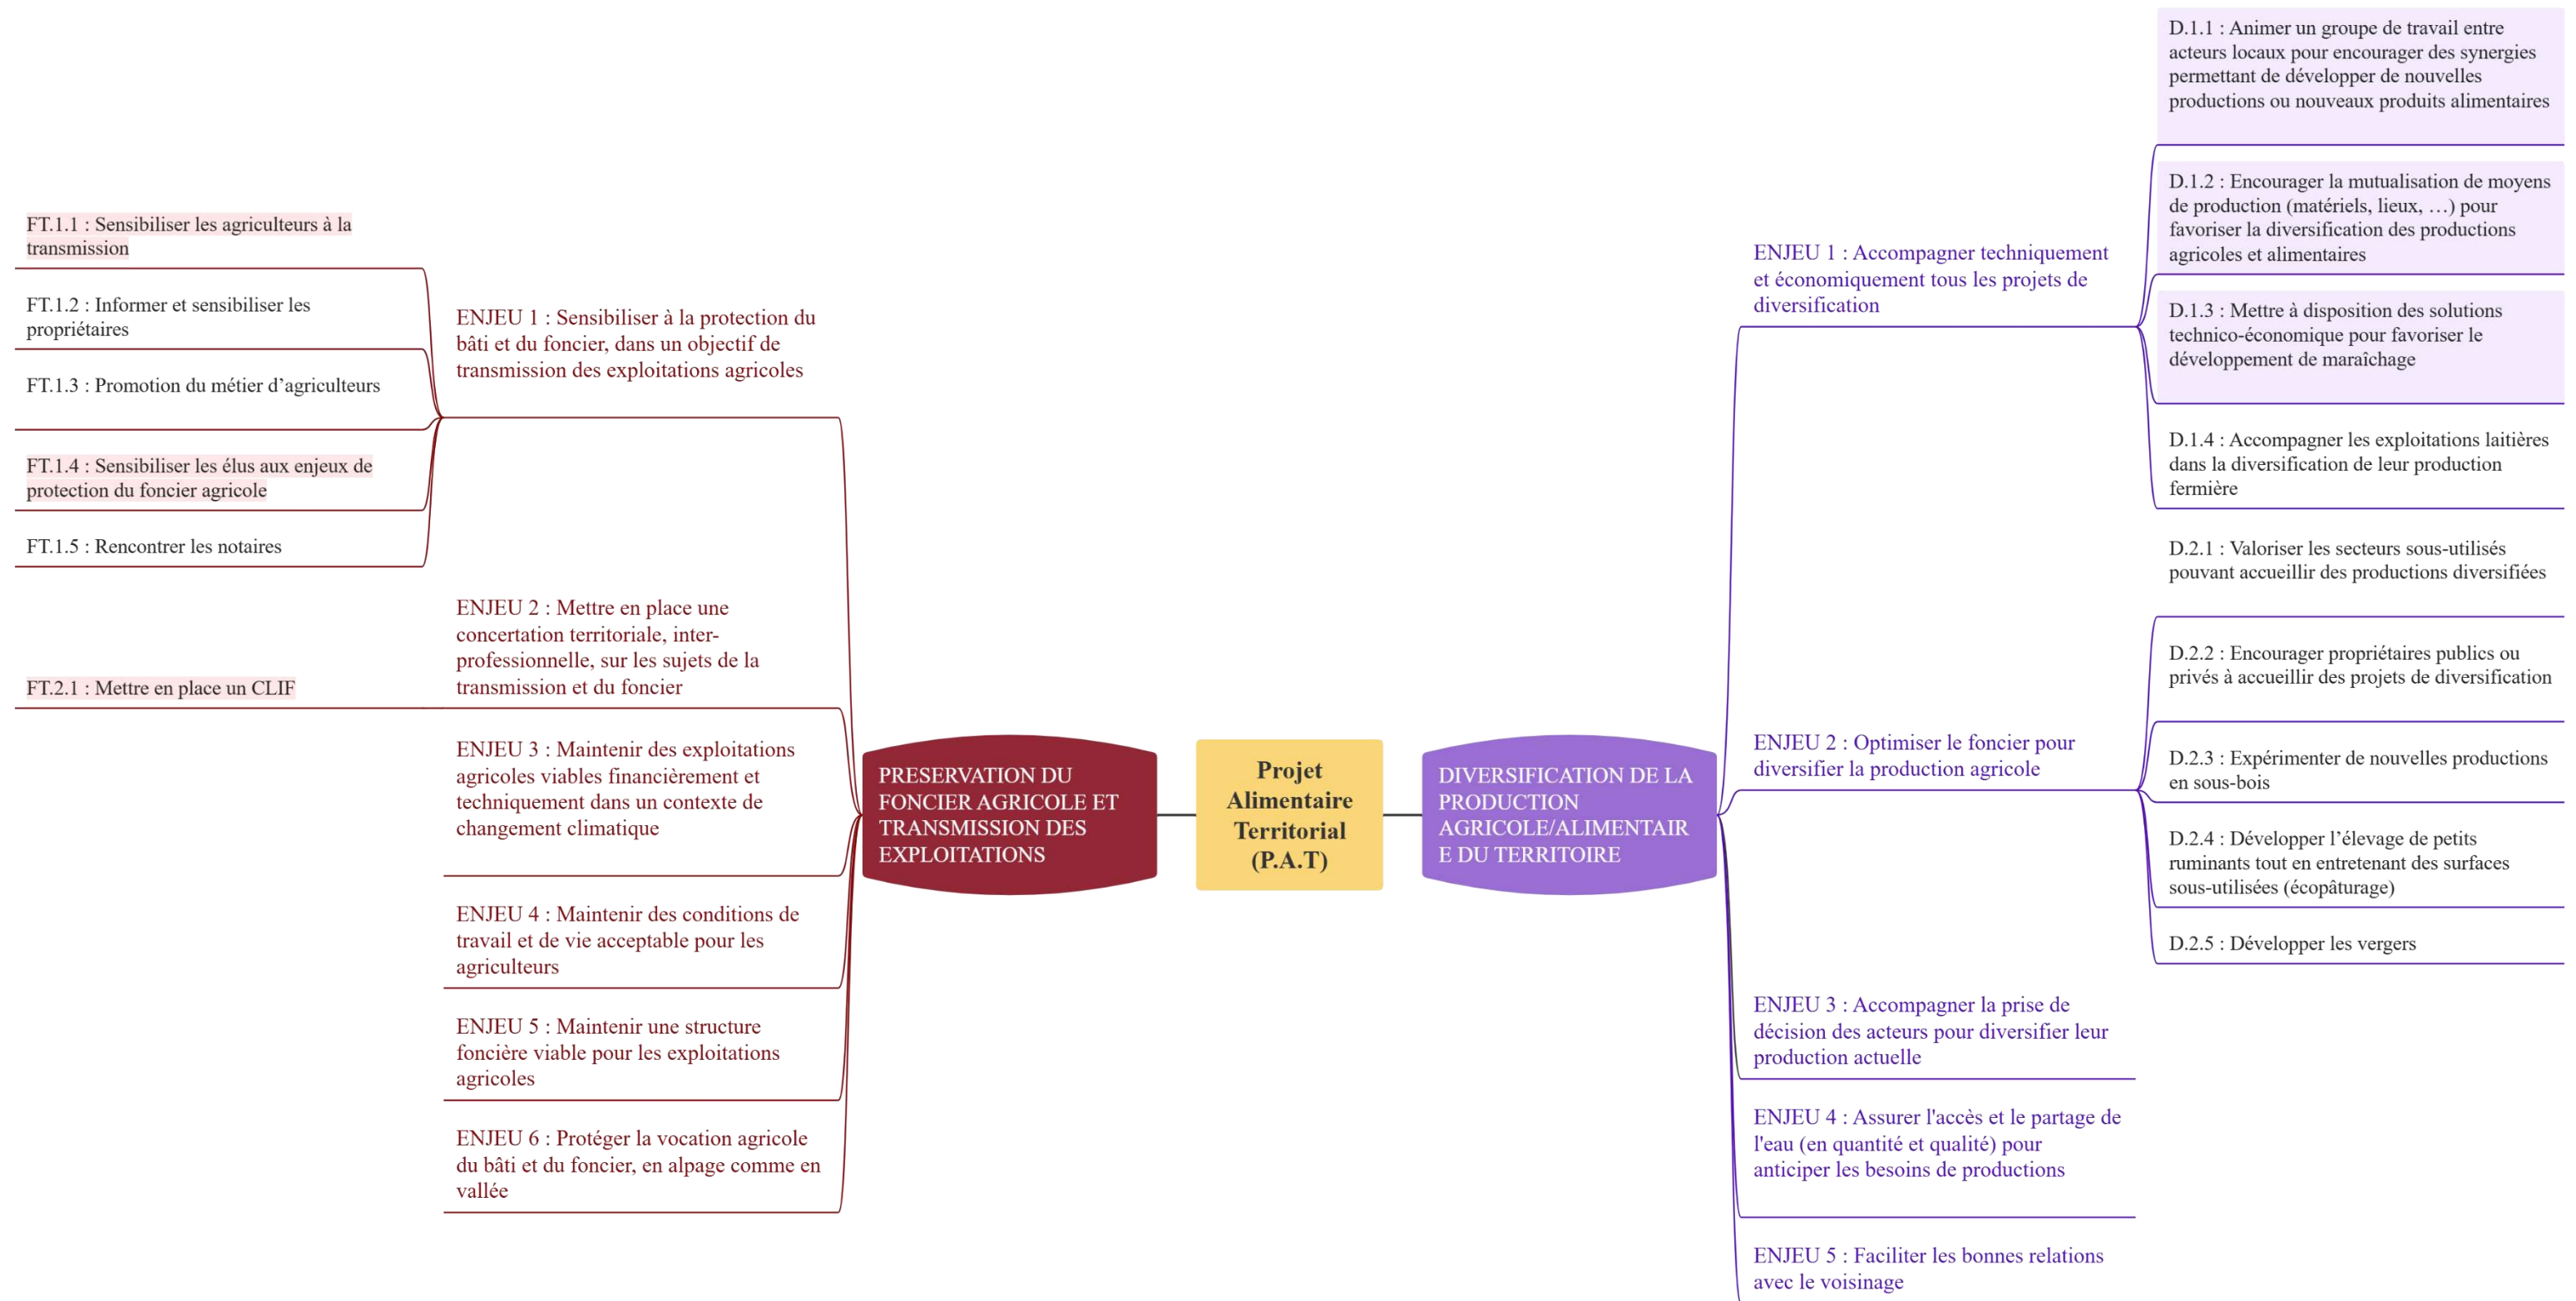 Projet
Alimentaire
Territorial
(P.A.T)
PRESERVATION DU
FONCIER AGRICOLE ET
TRANSMISSION DES
EXPLOITATIONS
ENJEU 1 : Sensibiliser à la protection du
bâti et du foncier, dans un objectif de
transmission des exploitations agricoles
FT.1.1 : Sensibiliser les agriculteurs à la
transmission
FT.1.2 : Informer et sensibiliser les
propriétaires
FT.1.3 : Promotion du métier d’agriculteurs
FT.1.4 : Sensibiliser les élus aux enjeux de
protection du foncier agricole
FT.1.5 : Rencontrer les notaires
ENJEU 2 : Mettre en place une
concertation territoriale, inter-
professionnelle, sur les sujets de la
transmission et du foncier
FT.2.1 : Mettre en place un CLIF
ENJEU 3 : Maintenir des exploitations
agricoles viables financièrement et
techniquement dans un contexte de
changement climatique
ENJEU 4 : Maintenir des conditions de
travail et de vie acceptable pour les
agriculteurs
ENJEU 5 : Maintenir une structure
foncière viable pour les exploitations
agricoles
ENJEU 6 : Protéger la vocation agricole
du bâti et du foncier, en alpage comme en
vallée
DIVERSIFICATION DE LA
PRODUCTION
AGRICOLE/ALIMENTAIR
E DU TERRITOIRE
ENJEU 1 : Accompagner techniquement
et économiquement tous les projets de
diversification
D.1.1 : Animer un groupe de travail entre
acteurs locaux pour encourager des synergies
permettant de développer de nouvelles
productions ou nouveaux produits alimentaires
D.1.2 : Encourager la mutualisation de moyens
de production (matériels, lieux, …) pour
favoriser la diversification des productions
agricoles et alimentaires
D.1.3 : Mettre à disposition des solutions
technico-économique pour favoriser le
développement de maraîchage
D.1.4 : Accompagner les exploitations laitières
dans la diversification de leur production
fermière
ENJEU 2 : Optimiser le foncier pour
diversifier la production agricole
D.2.1 : Valoriser les secteurs sous-utilisés
pouvant accueillir des productions diversifiées
D.2.2 : Encourager propriétaires publics ou
privés à accueillir des projets de diversification
D.2.3 : Expérimenter de nouvelles productions
en sous-bois
D.2.4 : Développer l’élevage de petits
ruminants tout en entretenant des surfaces
sous-utilisées (écopâturage)
D.2.5 : Développer les vergers
ENJEU 3 : Accompagner la prise de
décision des acteurs pour diversifier leur
production actuelle
ENJEU 4 : Assurer l'accès et le partage de
l'eau (en quantité et qualité) pour
anticiper les besoins de productions
ENJEU 5 : Faciliter les bonnes relations
avec le voisinage